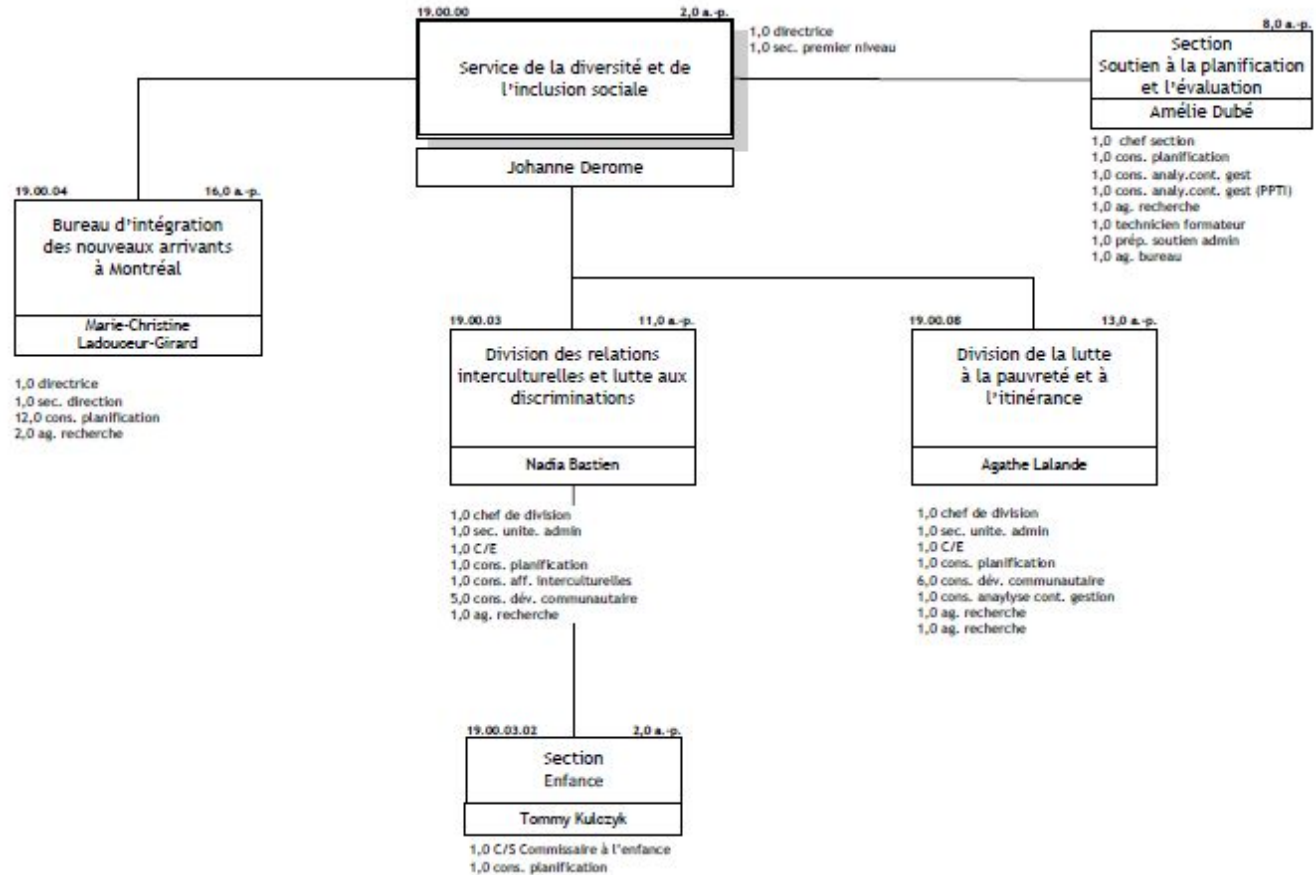 19.00.00 2,0 a.-p.
Service de la diversité et de
l'inclusion sociale
Johanne Derome
1,0 directrice
1,0 sec. premier niveau
8,0 a.-p.
Section
Soutien à la planification
et l'évaluation
Amélie Dubé
1,0 chef section
1,0 cons. planification
1,0 cons. analy.cont. gest
1,0 cons. analy.cont. gest (PPTI)
1,0 ag. recherche
1,0 technicien formateur
1,0 prép. soutien admin
1,0 ag. bureau
19.00.04 16,0 a.-p.
Bureau d'intégration
des nouveaux arrivants
à Montréal
Marie-Christine
Ladouceur-Girard
1,0 directrice
1,0 sec. direction
12,0 cons. planification
2,0 ag. recherche
19.00.03 11,0 a.-p.
Division des relations
interculturelles et lutte aux
discriminations
Nadia Bastien
1,0 chef de division
1,0 sec. unite. admin
1,0 C/E
1,0 cons. planification
1,0 cons. aff. interculturelles
5,0 cons. dév. communautaire
1,0 ag. recherche
19.00.08 13,0 a.-p.
Division de la lutte
à la pauvreté et à
l'itinérance
Agathe Lalande
1,0 chef de division
1,0 sec. unite. admin
1,0 C/E
1,0 cons. planification
6,0 cons. dév. communautaire
1,0 cons. anaylyse cont. gestion
1,0 ag. recherche
1,0 ag. recherche
19.00.03.02 2,0 a.-p.
Section
Enfance
Tommy Kulczyk
1,0 C/S Commissaire à l'enfance
1,0 cons. planification